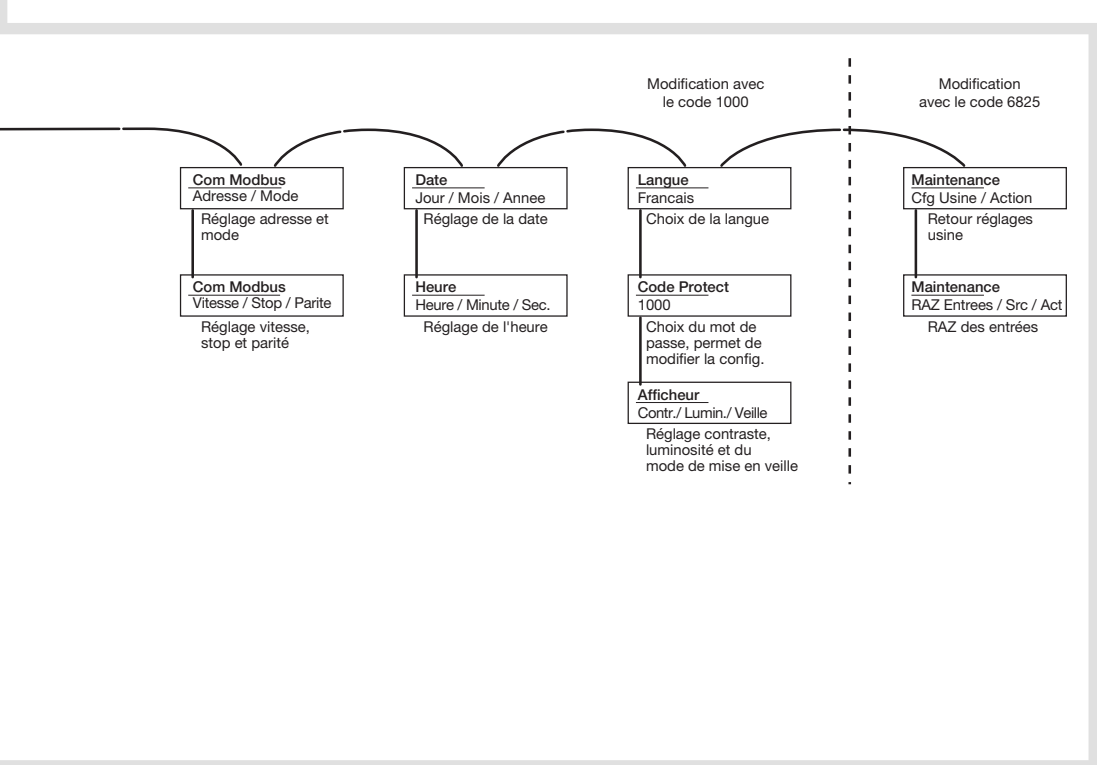 Modification avec
le code 1000
Modification
avec le code 6825
Com Modbus
Adresse / Mode
Réglage adresse et
mode
Com Modbus
Vitesse / Stop / Parite
Réglage vitesse,
stop et parité
Date
Jour / Mois / Annee
Réglage de la date
Heure
Heure / Minute / Sec.
Réglage de l'heure
Langue
Francais
Choix de la langue
Code Protect
1000
Choix du mot de
passe, permet de
modifier la config.
Afficheur
Contr./ Lumin./ Veille
Réglage contraste,
luminosité et du
mode de mise en veille
Maintenance
Cfg Usine / Action
Retour réglages
usine
Maintenance
RAZ Entrees / Src / Act
RAZ des entrées